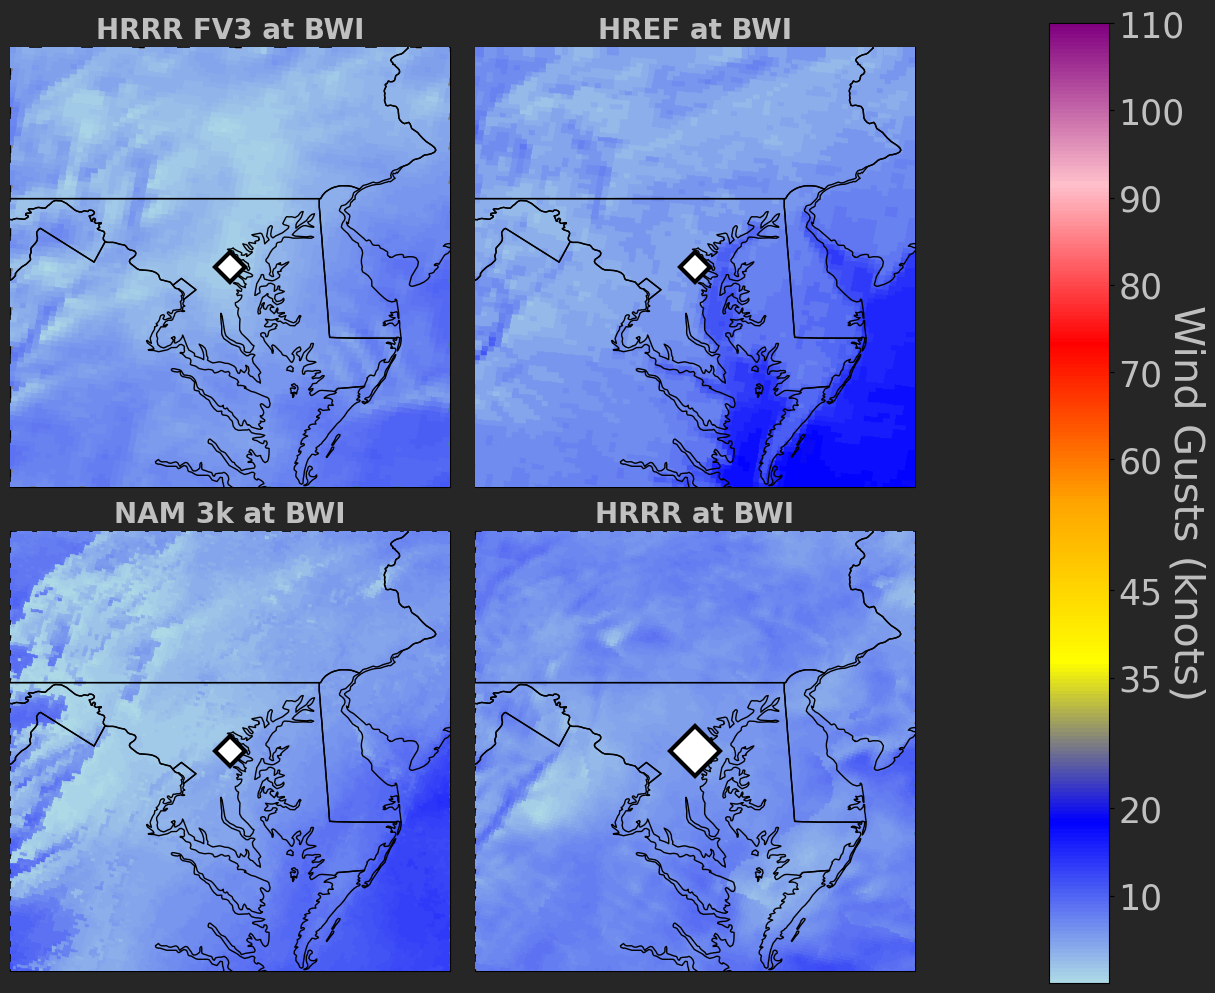 HRRR FV3 at BWI
HREF at BWI
NAM 3k at BWI
HRRR at BWI
110
100
90
80
70
60
45
35
20
10
Wind Gusts (knots)